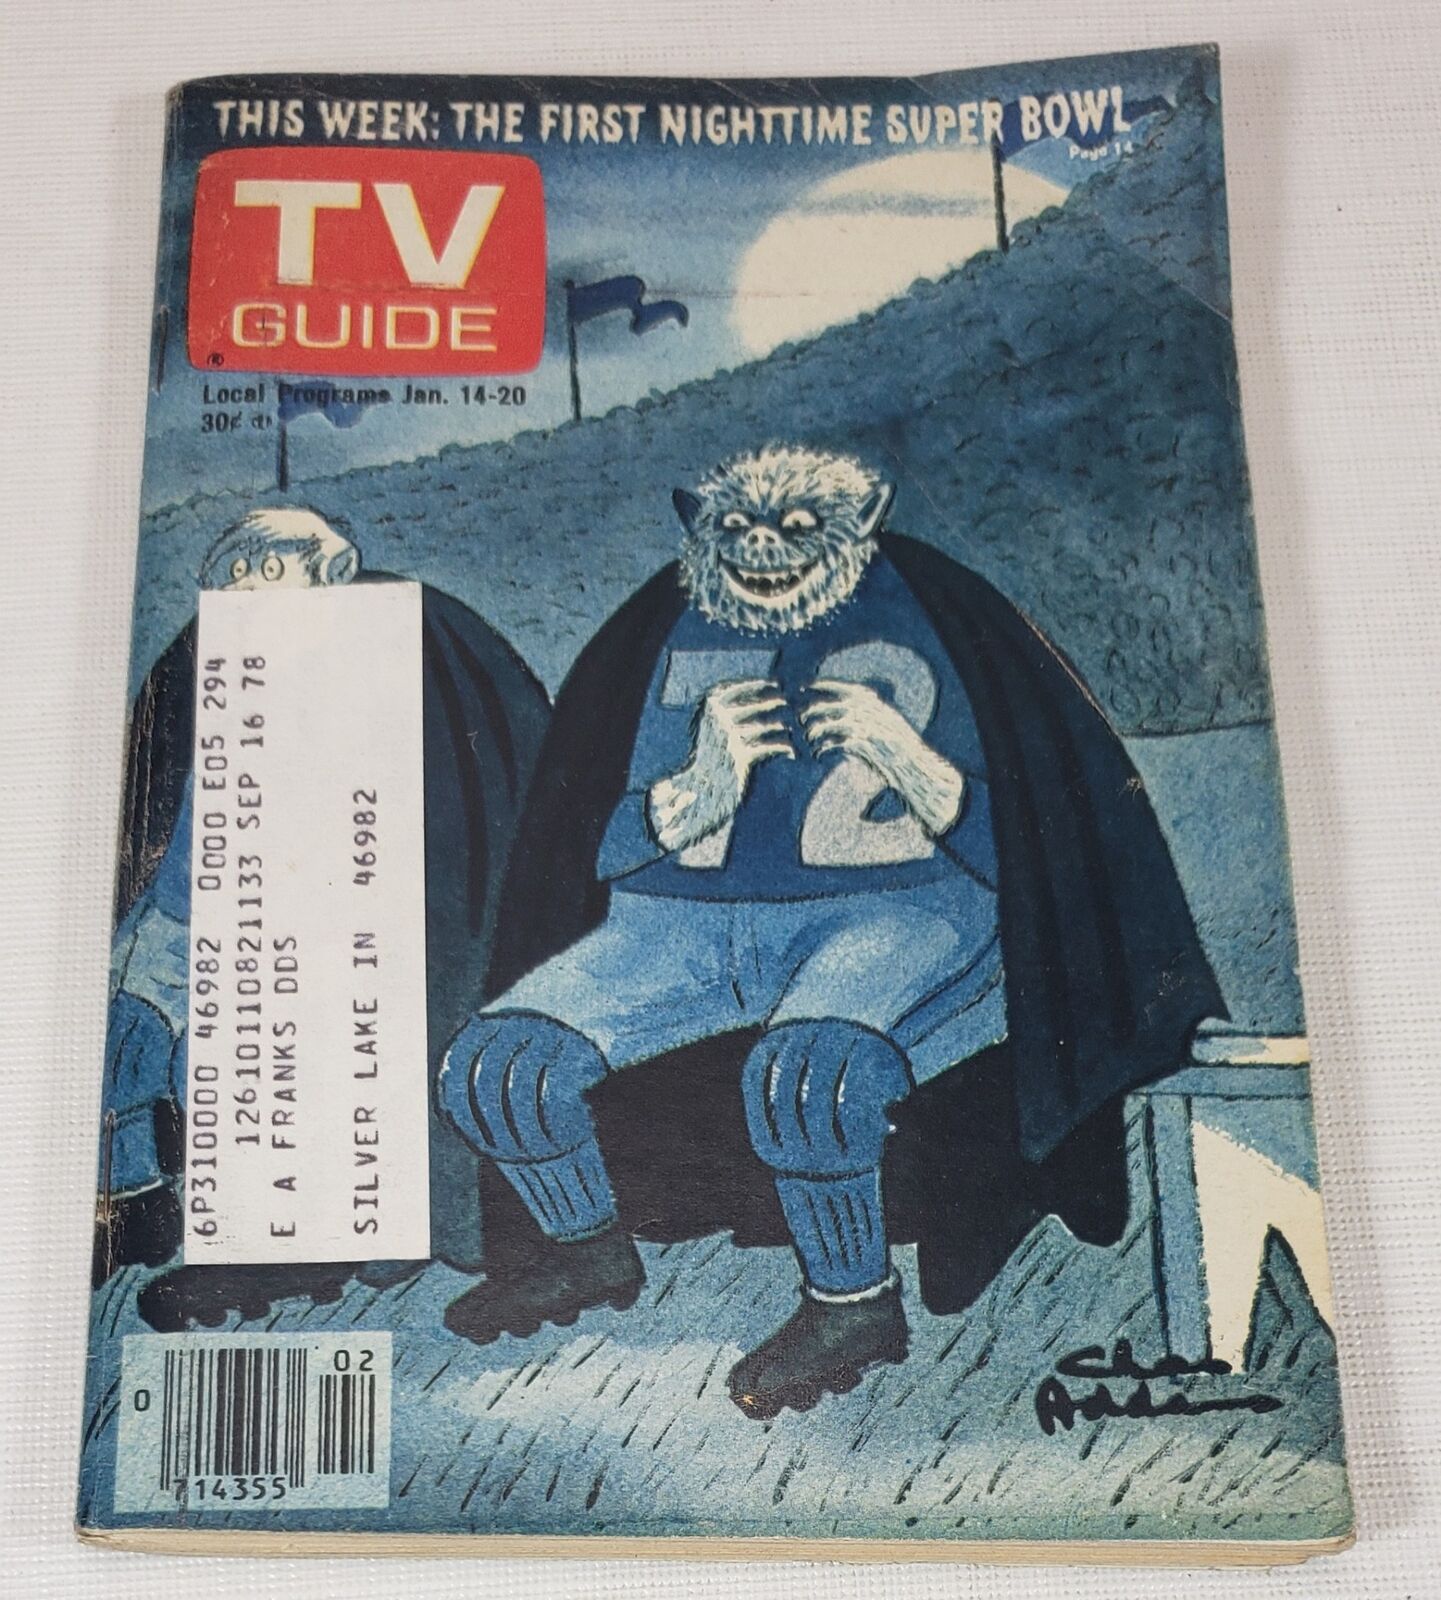 THIS WEEK: THE FIRST NIGHTTIME SUPER BOWL
Page 14
TV
GUIDE
®
Local Programs Jan. 14-20
30¢
72
6P310000 46982 0000 E05 294
126101108211133 SEP 16 78
E A FRANKS DDS
SILVER LAKE IN 46982
Chas
Addams
02
0
714355